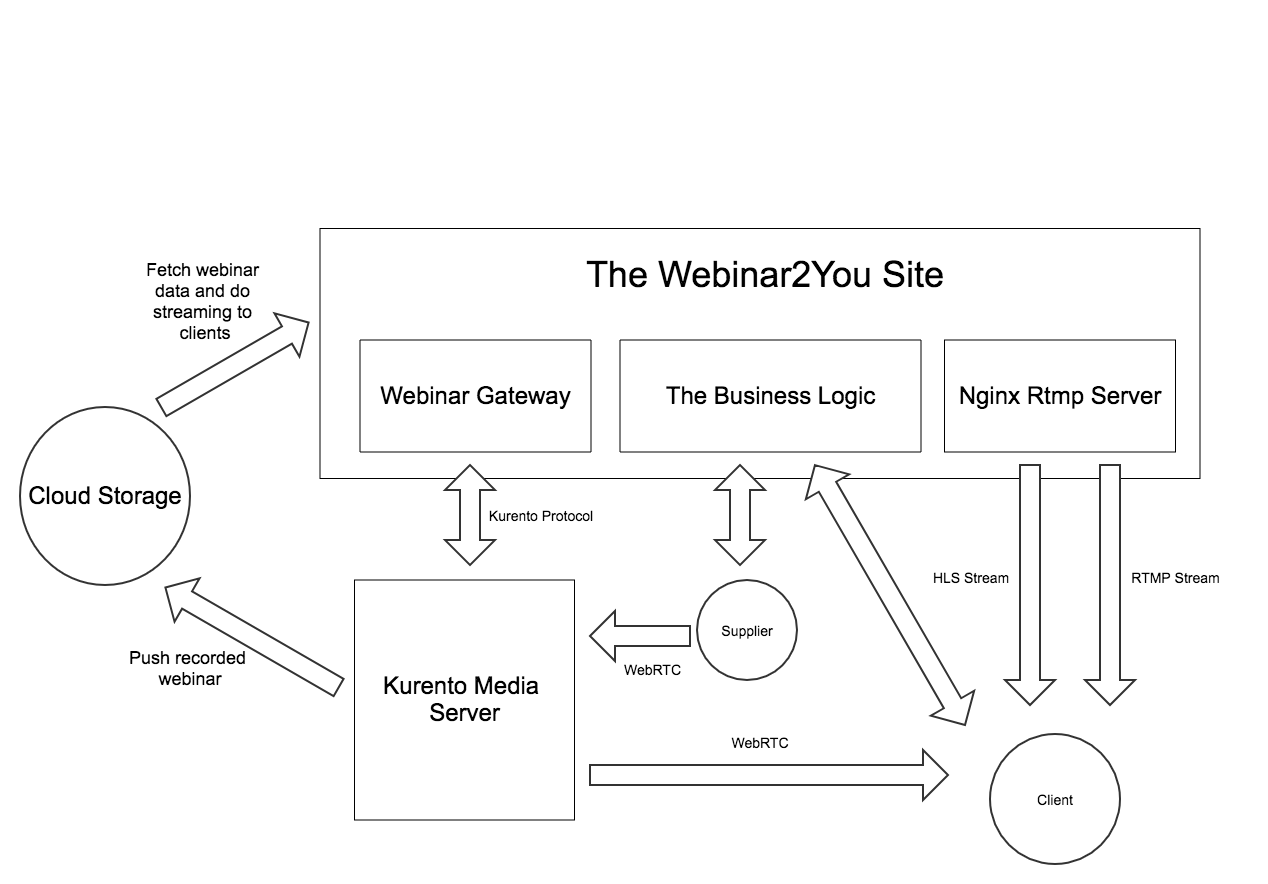 The Webinar2You Site
Fetch webinar
data and do
streaming to
clients
Webinar Gateway
The Business Logic
Nginx Rtmp Server
Cloud Storage
Kurento Protocol
HLS Stream
RTMP Stream
Supplier
WebRTC
Push recorded
webinar
Kurento Media
Server
WebRTC
Client